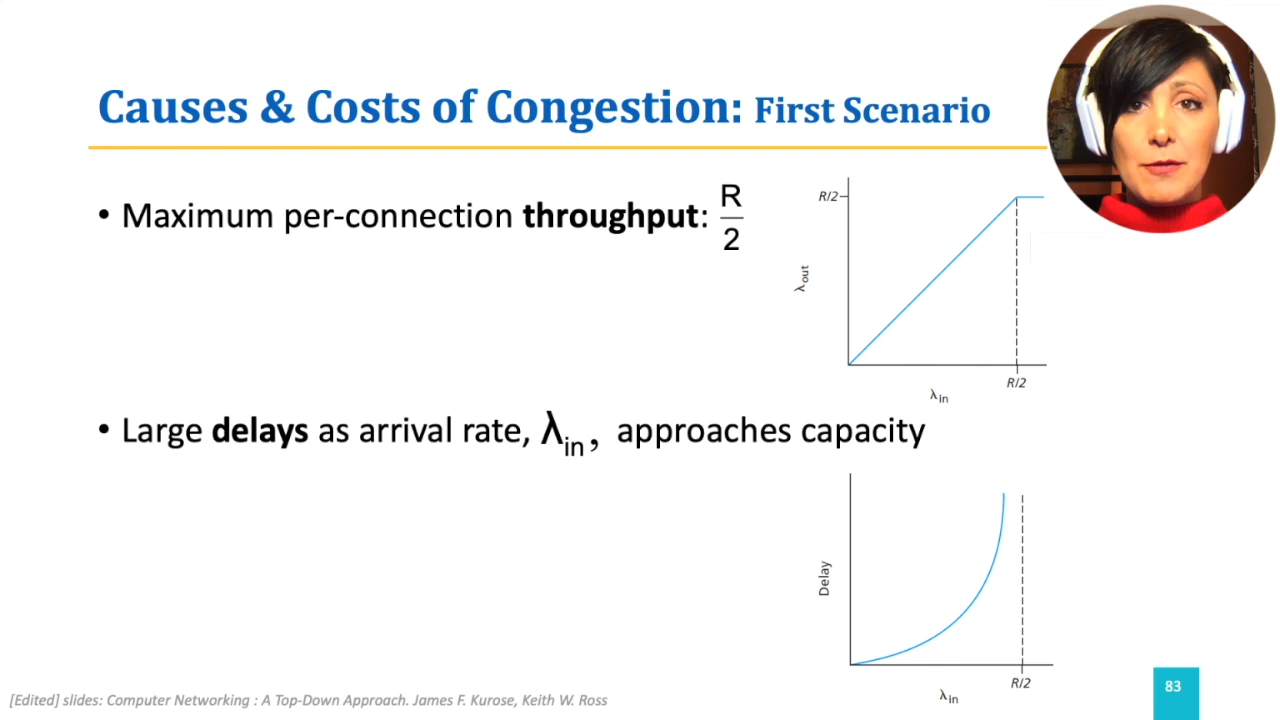 Causes & Costs of Congestion: First Scenario
• Maximum per-connection throughput: R/2
R/2
λout
R/2
λin
• Large delays as arrival rate, λin, approaches capacity
Delay
R/2
λin
[Edited] slides: Computer Networking : A Top-Down Approach. James F. Kurose, Keith W. Ross
83